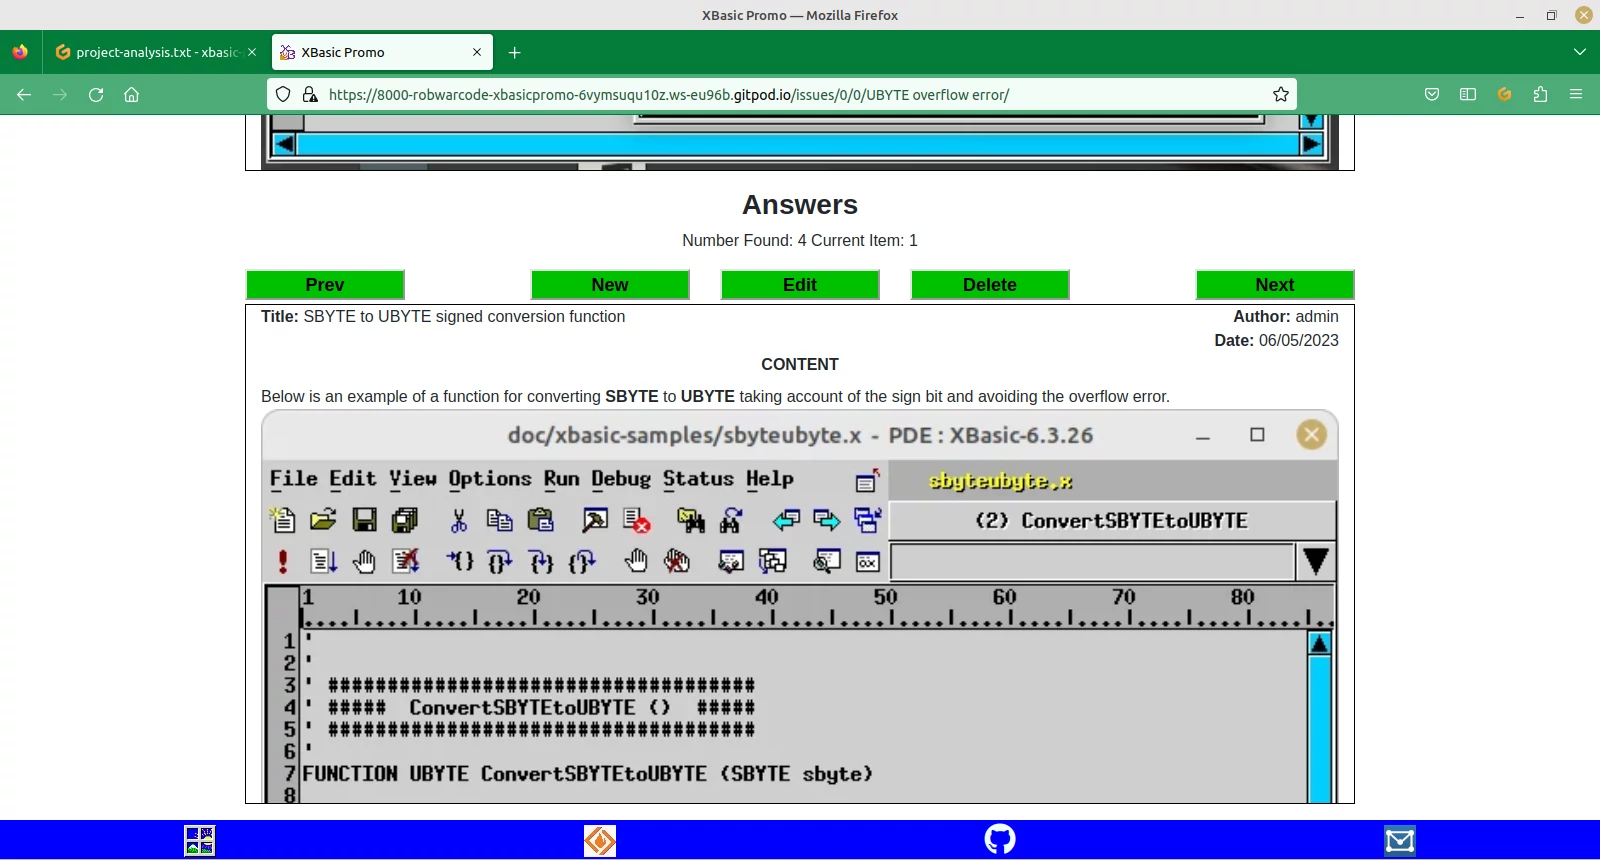 XBasic Promo — Mozilla Firefox
project-analysis.txt - xbasic-
XBasic Promo
https://8000-robwarcode-xbasicpromo-6vymsuqu10z.ws-eu96b.gitpod.io/issues/0/0/UBYTE overflow error/
Answers
Number Found: 4 Current Item: 1
Prev New Edit Delete Next
Title: SBYTE to UBYTE signed conversion function Author: admin
Date: 06/05/2023
CONTENT
Below is an example of a function for converting SBYTE to UBYTE taking account of the sign bit and avoiding the overflow error.
doc/xbasic-samples/sbyteubyte.x - PDE : XBasic-6.3.26
File Edit View Options Run Debug Status Help sbyteubyte.x
(2) ConvertSBYTEtoUBYTE
1 10 20 30 40 50 60 70 80
1 '
2 '
3 ' ####################################
4 ' ##### ConvertSBYTEtoUBYTE () #####
5 ' ####################################
6 '
7 FUNCTION UBYTE ConvertSBYTEtoUBYTE (SBYTE sbyte)
8